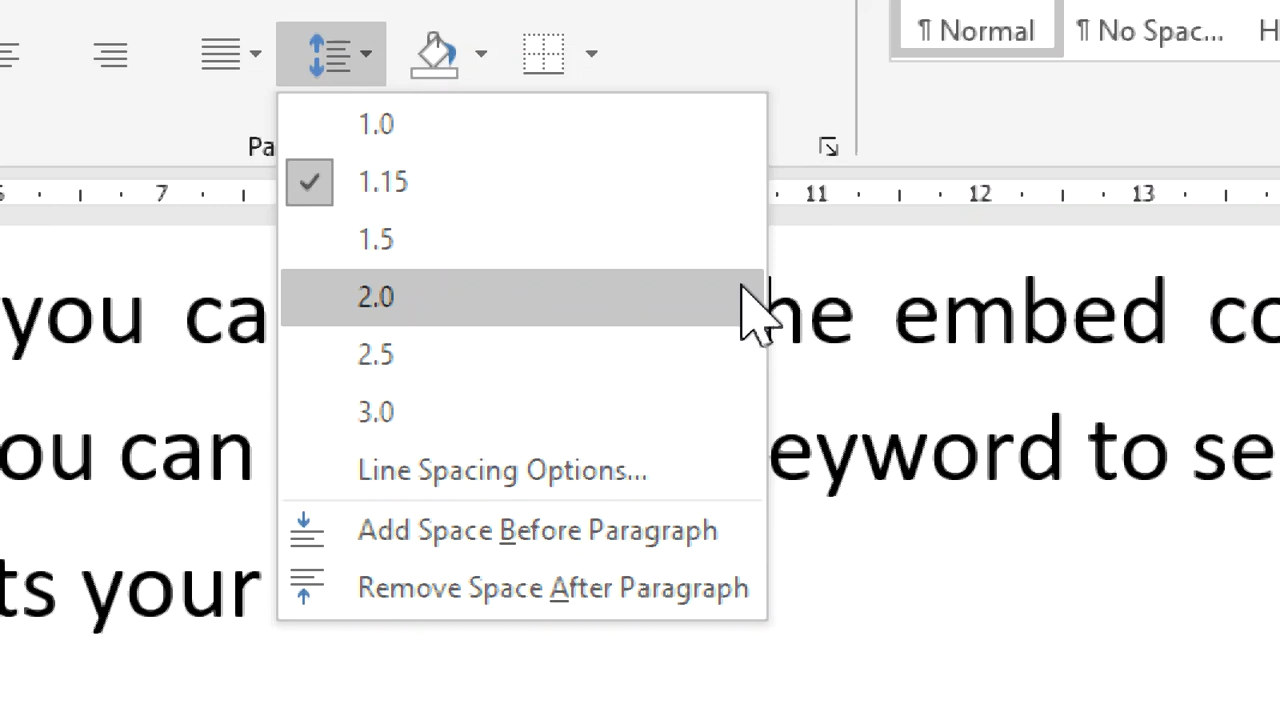 ¶ Normal ¶ No Spac... H
Pa
7 11 12 13
1.0
1.15
1.5
2.0
2.5
3.0
Line Spacing Options...
Add Space Before Paragraph
Remove Space After Paragraph
you ca he embed co
ou can eyword to se
ts your